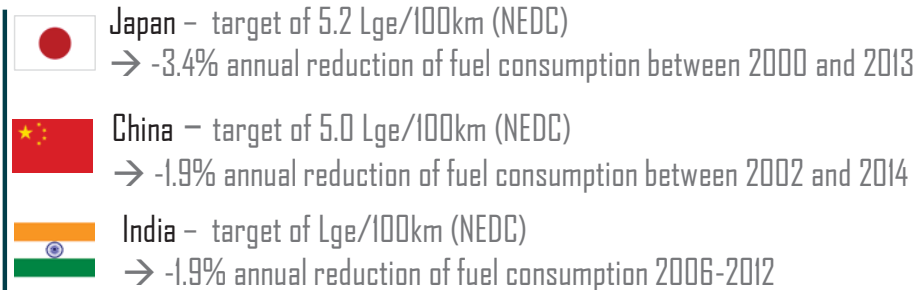 Japan – target of 5.2 Lge/100km (NEDC)
→ -3.4% annual reduction of fuel consumption between 2000 and 2013
China – target of 5.0 Lge/100km (NEDC)
→ -1.9% annual reduction of fuel consumption between 2002 and 2014
India – target of Lge/100km (NEDC)
→ -1.9% annual reduction of fuel consumption 2006-2012